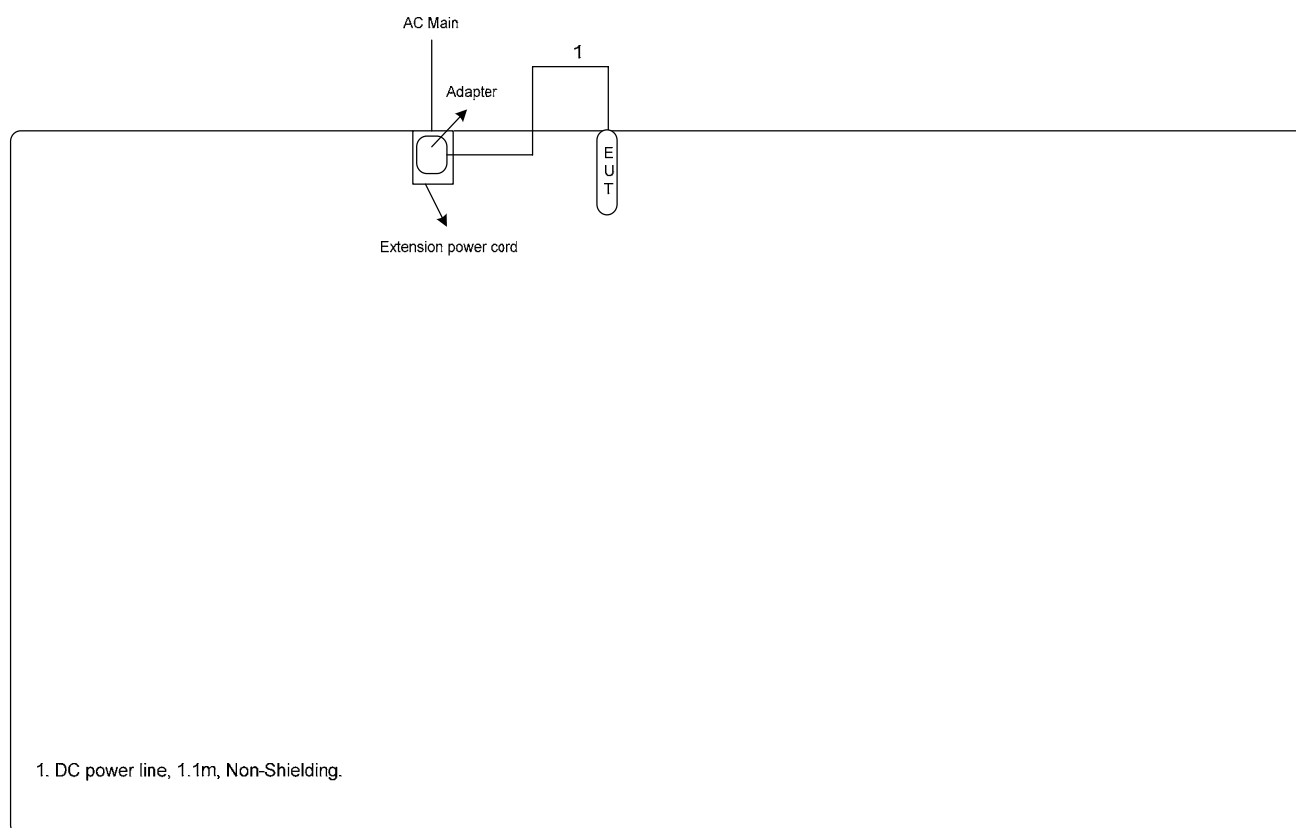 AC Main
1
Adapter
E
U
T
Extension power cord
1. DC power line, 1.1m, Non-Shielding.